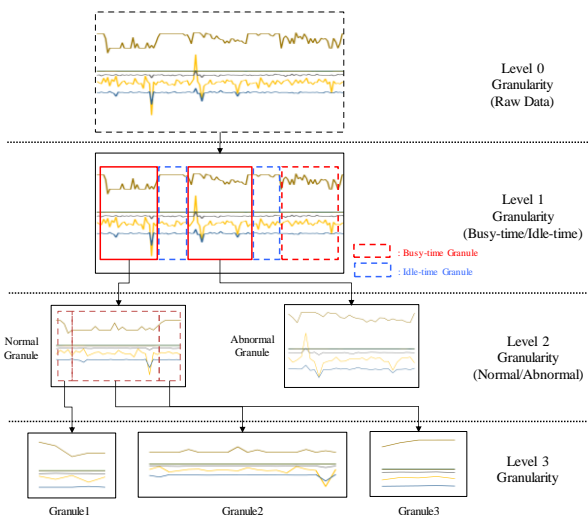 Level 0
Granularity
(Raw Data)
Level 1
Granularity
(Busy-time/Idle-time)
: Busy-time Granule
: Idle-time Granule
Normal
Granule
Abnormal
Granule
Level 2
Granularity
(Normal/Abnormal)
Level 3
Granularity
Granule1
Granule2
Granule3